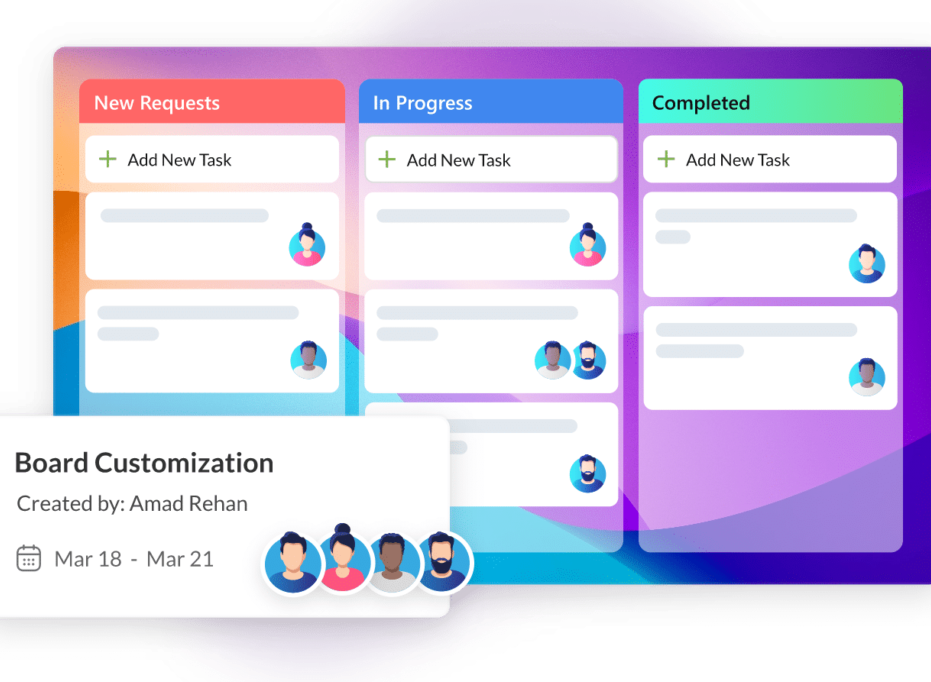 New Requests
In Progress
Completed
Add New Task
Add New Task
Add New Task
Board Customization
Created by: Amad Rehan
Mar 18 - Mar 21